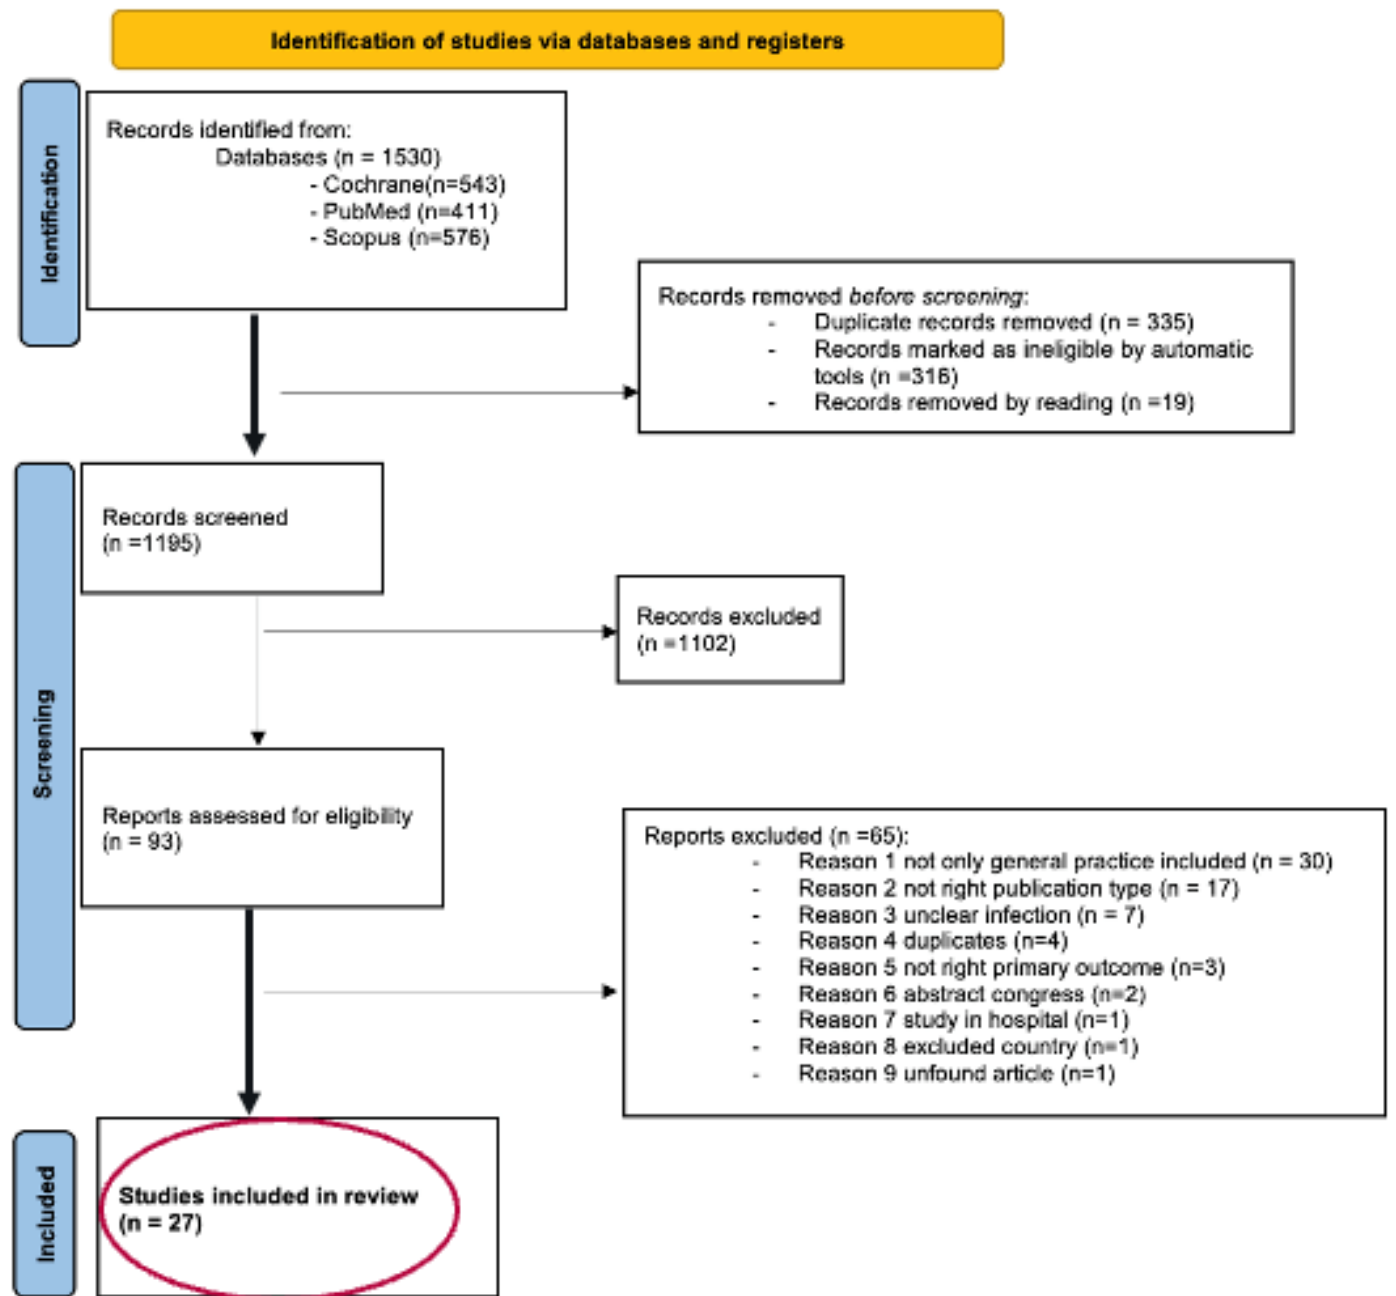 Identification of studies via databases and registers
Identification
Records identified from:
Databases (n = 1530)
- Cochrane(n=543)
- PubMed (n=411)
- Scopus (n=576)
Records removed before screening:
- Duplicate records removed (n = 335)
- Records marked as ineligible by automatic
tools (n =316)
- Records removed by reading (n =19)
Screening
Records screened
(n =1195)
Records excluded
(n =1102)
Reports assessed for eligibility
(n = 93)
Reports excluded (n =65):
- Reason 1 not only general practice included (n = 30)
- Reason 2 not right publication type (n = 17)
- Reason 3 unclear infection (n = 7)
- Reason 4 duplicates (n=4)
- Reason 5 not right primary outcome (n=3)
- Reason 6 abstract congress (n=2)
- Reason 7 study in hospital (n=1)
- Reason 8 excluded country (n=1)
- Reason 9 unfound article (n=1)
Included
Studies included in review
(n = 27)